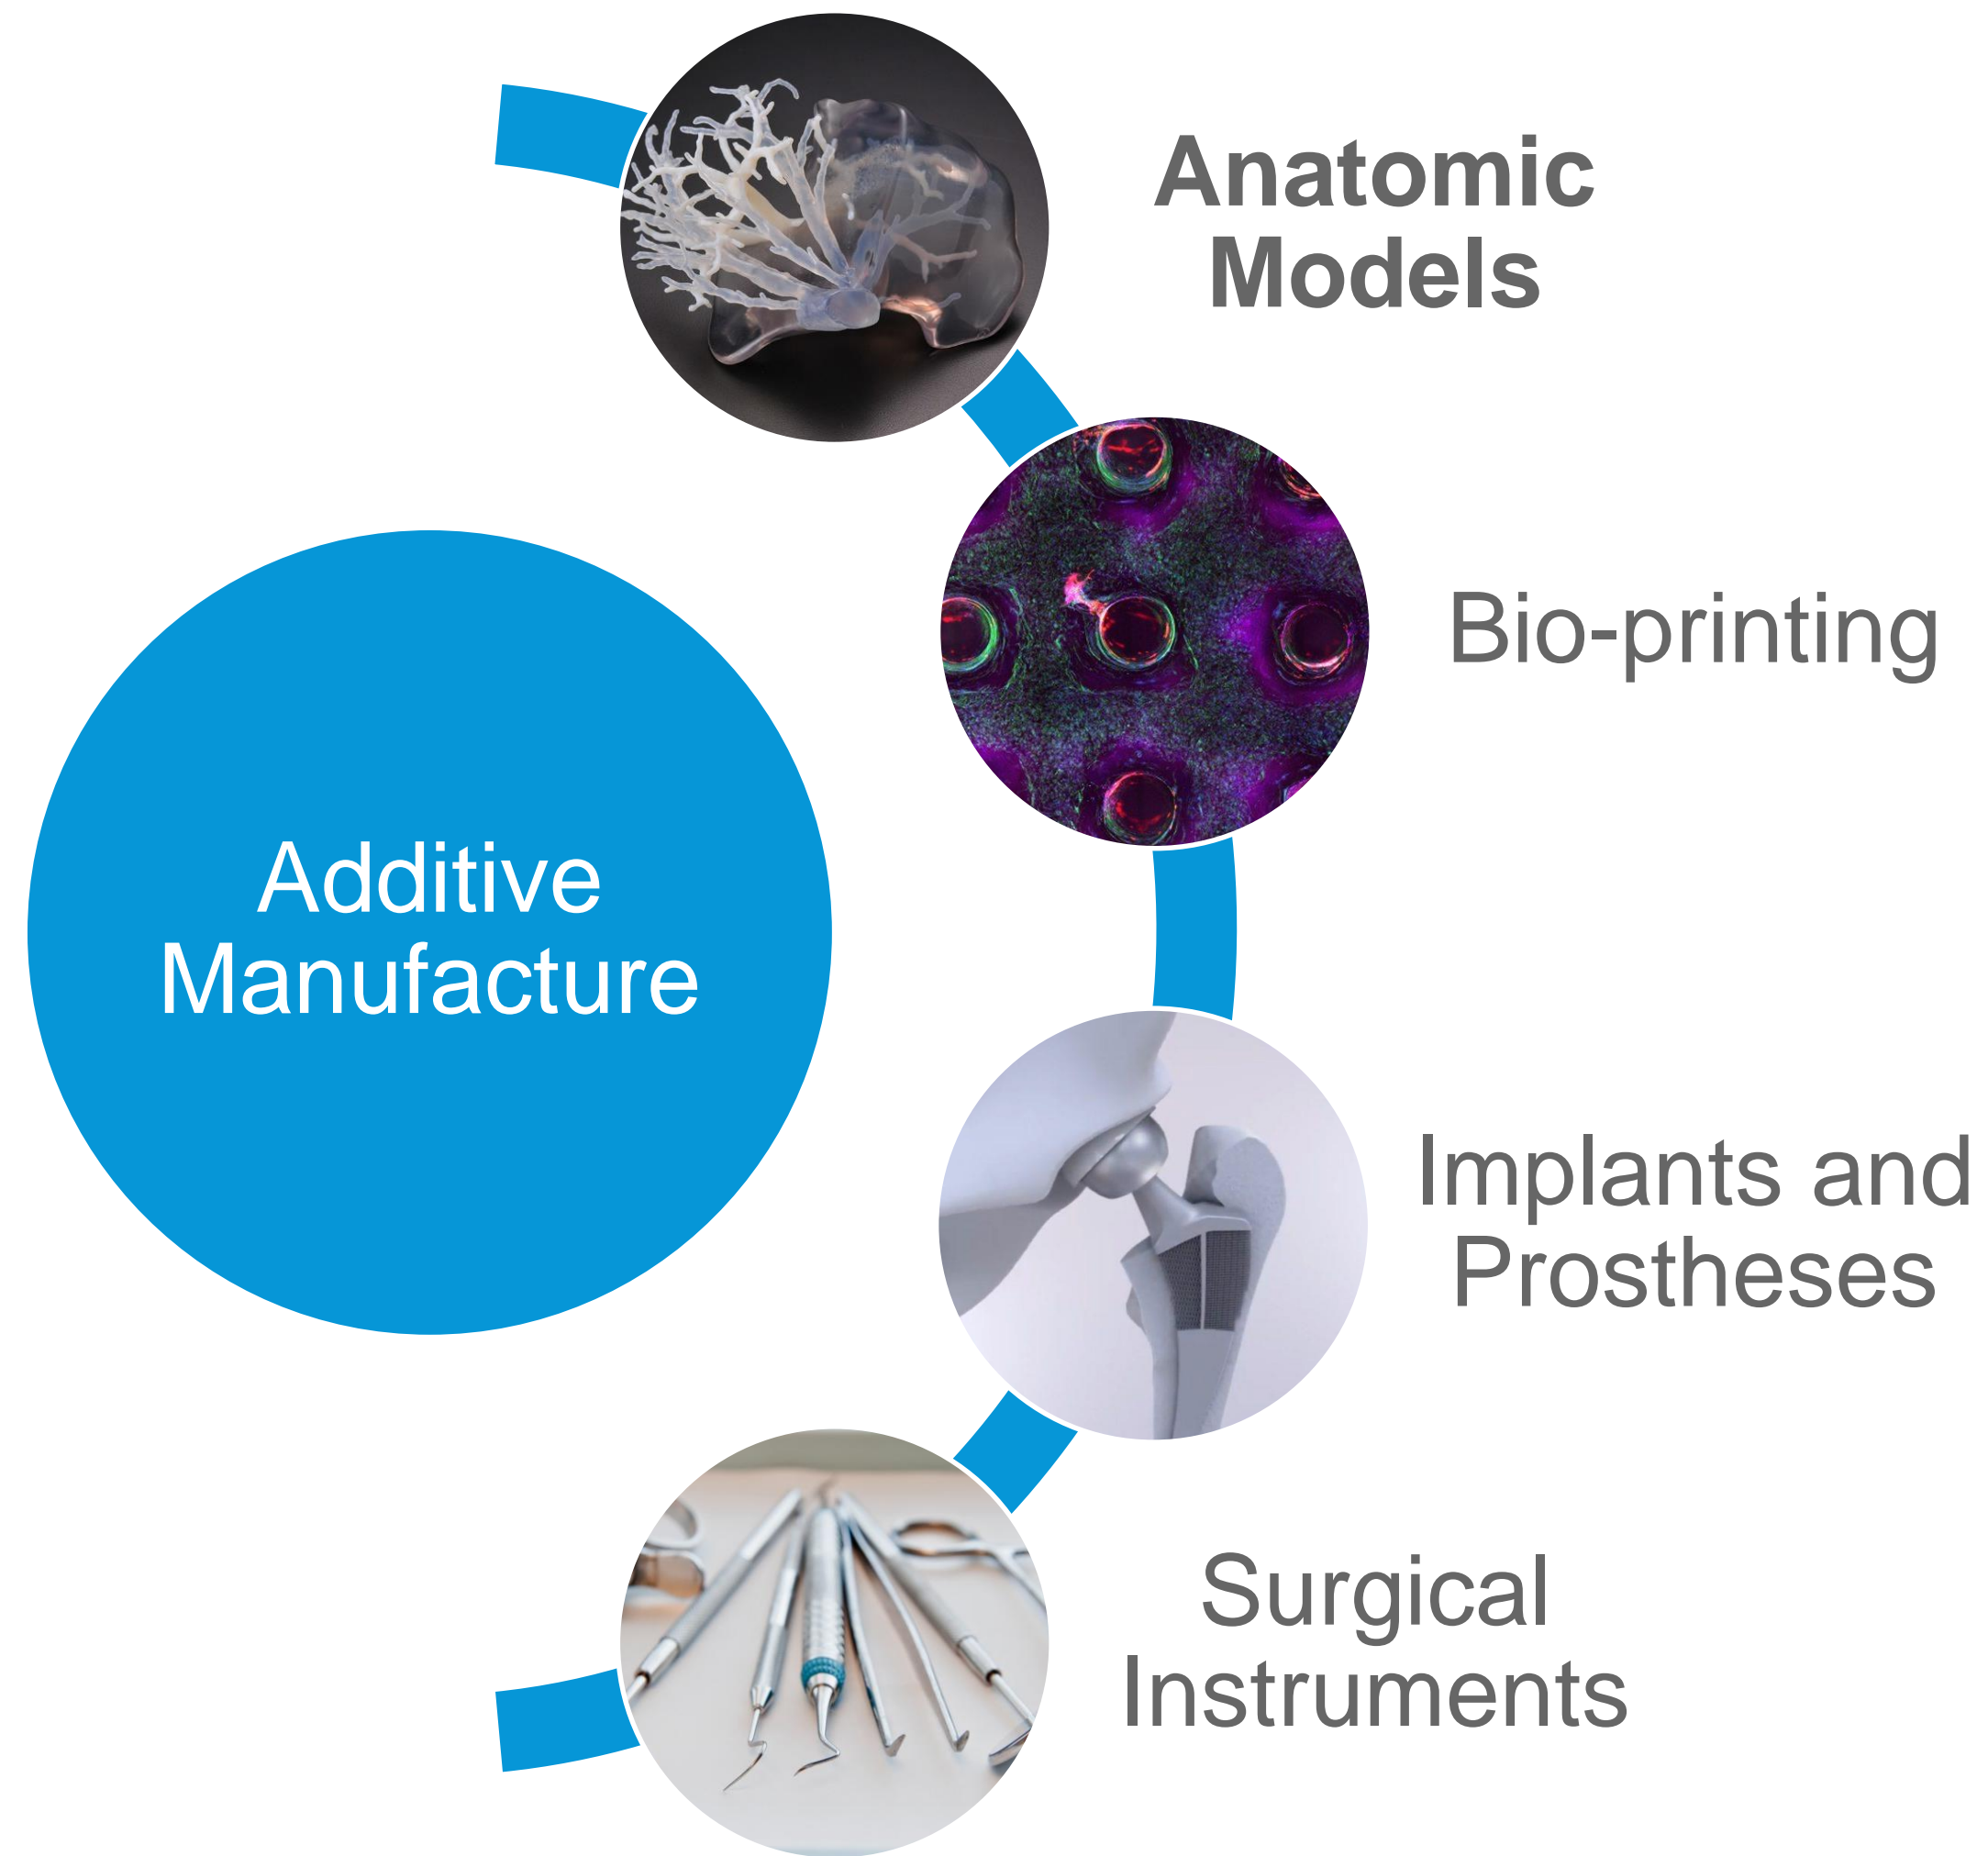 Anatomic
Models
Bio-printing
Additive
Manufacture
Implants and
Prostheses
Surgical
Instruments